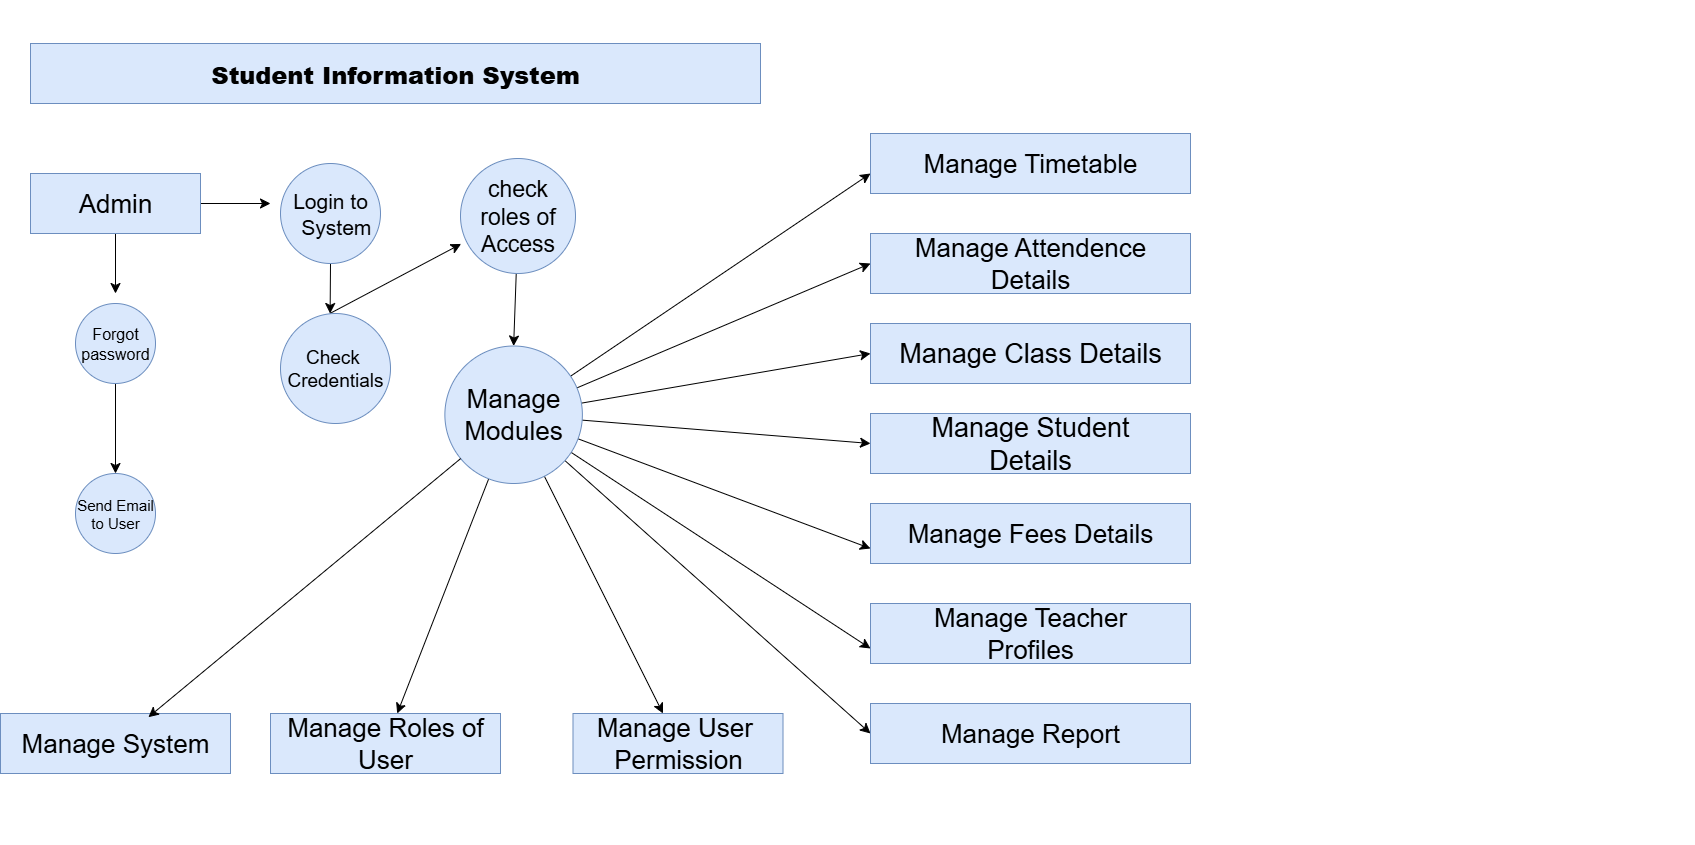 Student Information System
Admin
Login to
System
check
roles of
Access
Forgot
password
Check
Credentials
Send Email
to User
Manage
Modules
Manage Timetable
Manage Attendence
Details
Manage Class Details
Manage Student
Details
Manage Fees Details
Manage Teacher
Profiles
Manage Report
Manage System
Manage Roles of
User
Manage User
Permission